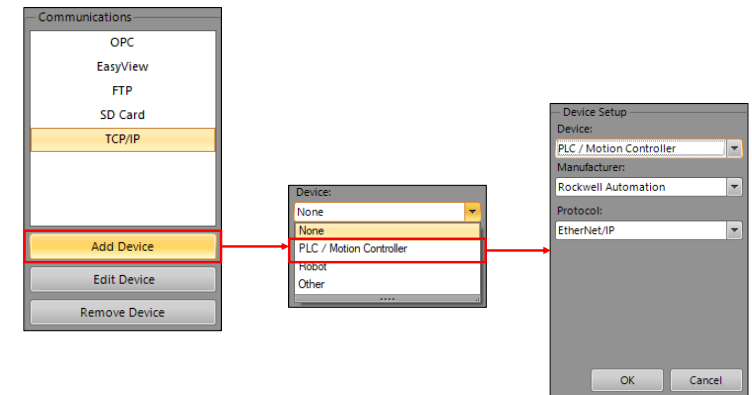 Communications
OPC
EasyView
FTP
SD Card
TCP/IP
Add Device
Edit Device
Remove Device
Device:
None
None
PLC / Motion Controller
Robot
Other
Device Setup
Device:
PLC / Motion Controller
Manufacturer:
Rockwell Automation
Protocol:
EtherNet/IP
OK
Cancel